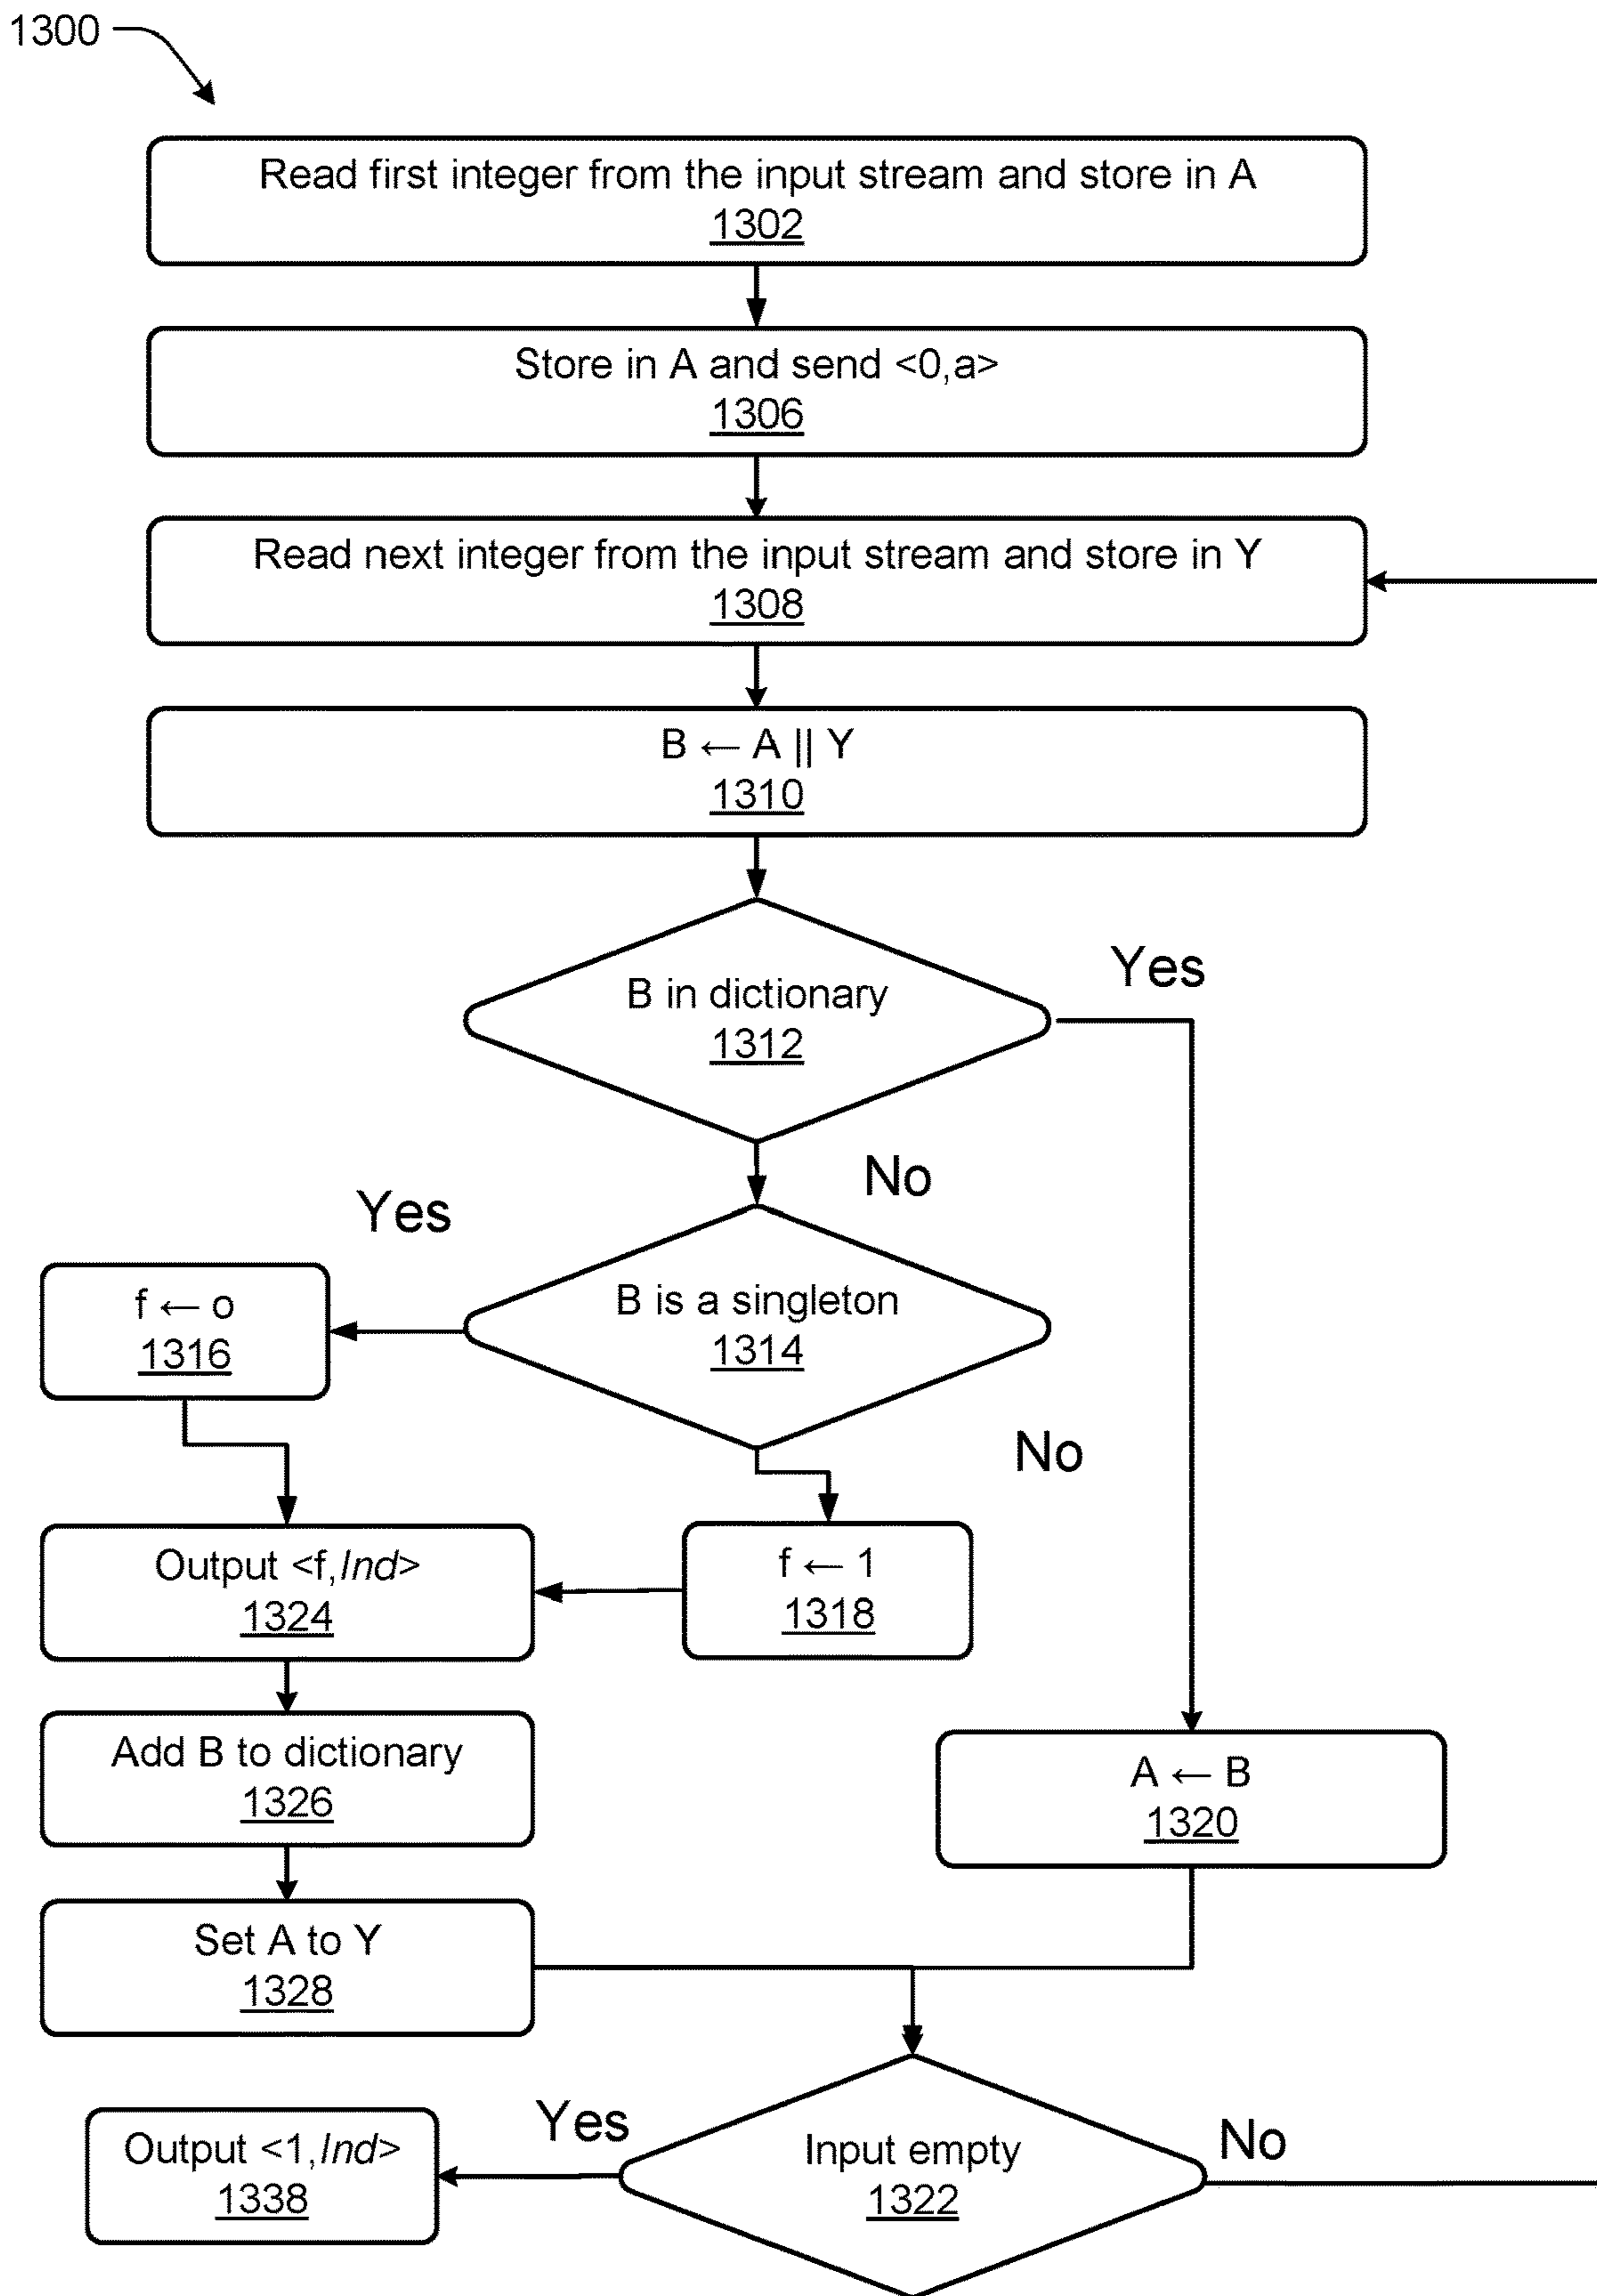 1300
Read first integer from the input stream and store in A
1302
Store in A and send <0,a>
1306
Read next integer from the input stream and store in Y
1308
B ← A || Y
1310
B in dictionary
1312
Yes
No
B is a singleton
1314
Yes
No
f ← o
1316
f ← 1
1318
Output <f,Ind>
1324
Add B to dictionary
1326
A ← B
1320
Set A to Y
1328
Input empty
1322
Yes
No
Output <1,Ind>
1338